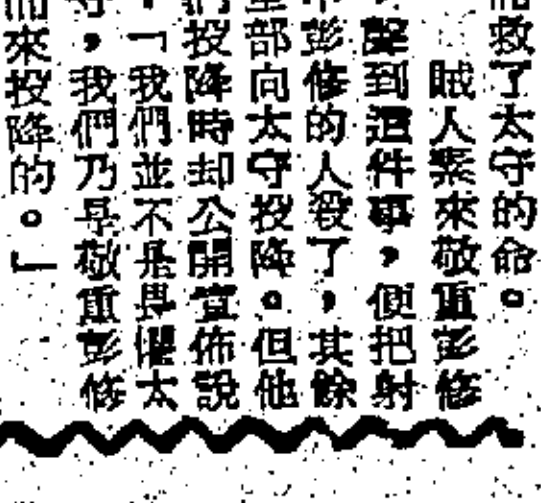 救了太守的命。
賊人素來敬重彭修
聲到這件事，便把射
彭修的人殺了，其餘
部向太守投降。但他
們投降時却公開宣佈說
：「我們並不是畏懼太
守，我們乃是敬重彭修
而來投降的。」